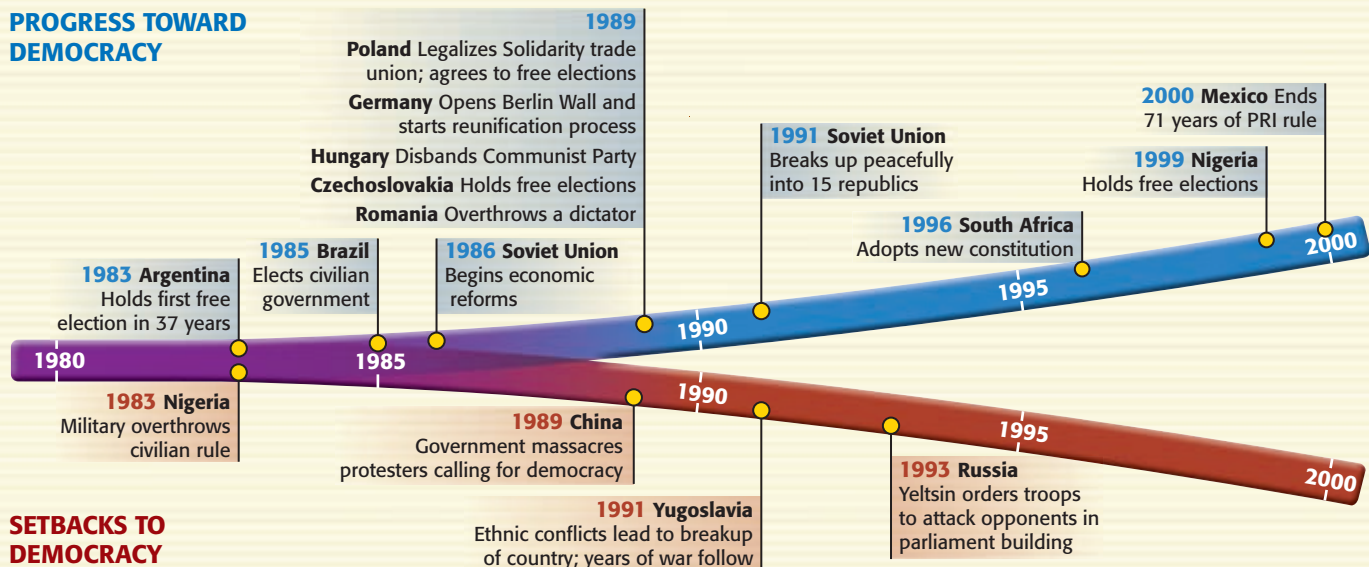 PROGRESS TOWARD
DEMOCRACY
1989
Poland Legalizes Solidarity trade
union; agrees to free elections
Germany Opens Berlin Wall and
starts reunification process
Hungary Disbands Communist Party
Czechoslovakia Holds free elections
Romania Overthrows a dictator
1983 Argentina
Holds first free
election in 37 years
1985 Brazil
Elects civilian
government
1986 Soviet Union
Begins economic
reforms
1991 Soviet Union
Breaks up peacefully
into 15 republics
1996 South Africa
Adopts new constitution
1999 Nigeria
Holds free elections
2000 Mexico Ends
71 years of PRI rule
1980
1985
1990
1995
2000
1990
1995
2000
1983 Nigeria
Military overthrows
civilian rule
1989 China
Government massacres
protesters calling for democracy
1991 Yugoslavia
Ethnic conflicts lead to breakup
of country; years of war follow
1993 Russia
Yeltsin orders troops
to attack opponents in
parliament building
SETBACKS TO
DEMOCRACY